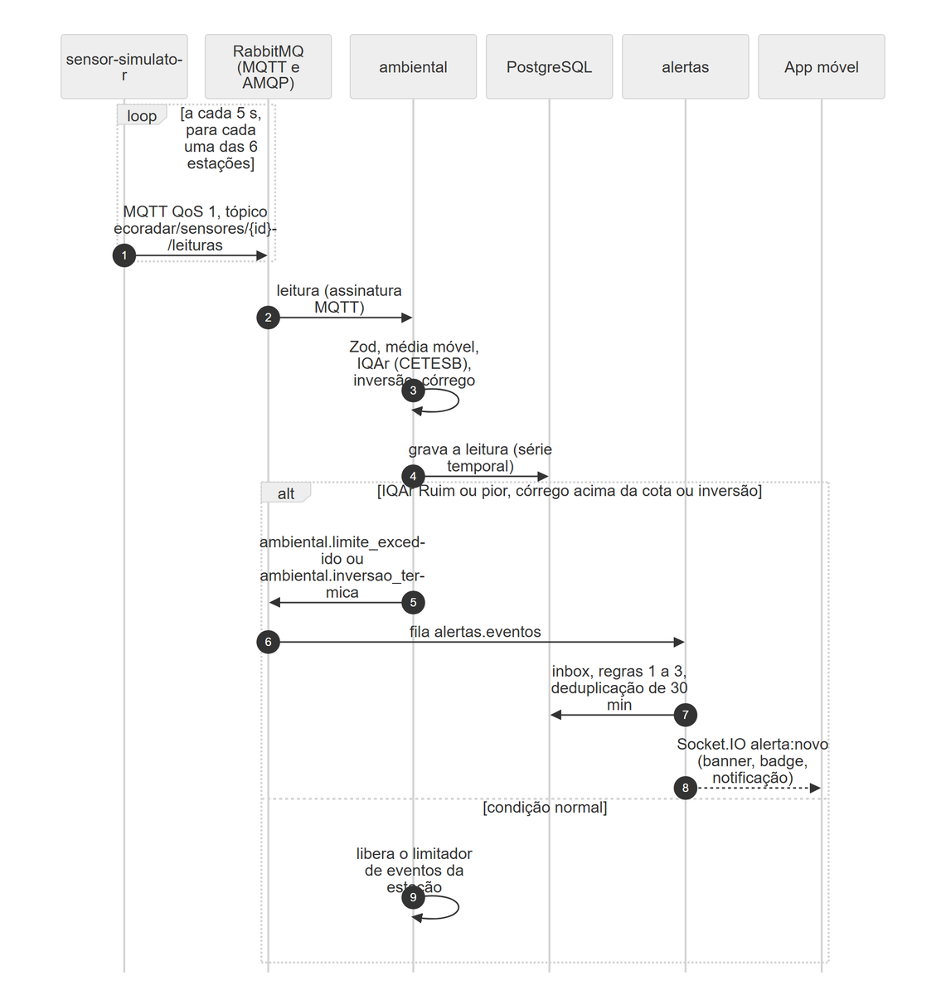 sensor-simulato-
r
RabbitMQ
(MQTT e
AMQP)
ambiental
PostgreSQL
alertas
App móvel
loop
[a cada 5 s,
para cada
uma das 6
estações]
MQTT QoS 1, tópico
ecoradar/sensores/{id}-
/leituras
1
leitura (assinatura
MQTT)
2
Zod, média móvel,
IQAr (CETESB),
inversão, córrego
3
grava a leitura (série
temporal)
4
alt
[IQAr Ruim ou pior, córrego acima da cota ou inversão]
ambiental.limite_exced-
ido ou
ambiental.inversao_ter-
mica
5
fila alertas.eventos
6
inbox, regras 1 a 3,
deduplicação de 30
min
7
Socket.IO alerta:novo
(banner, badge,
notificação)
8
[condição normal]
libera o limitador
de eventos da
estação
9